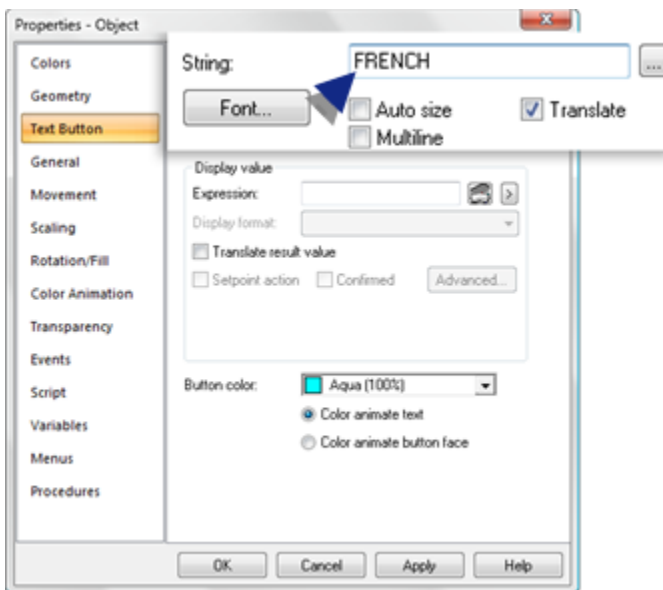 Properties - Object
Colors
Geometry
Text Button
General
Movement
Scaling
Rotation/Fill
Color Animation
Transparency
Events
Script
Variables
Menus
Procedures
String: FRENCH ...
Font... Auto size Translate
Multiline
Display value
Expression: >
Display format:
Translate result value
Setpoint action Confirmed Advanced...
Button color: Aqua (100%)
Color animate text
Color animate button face
OK Cancel Apply Help